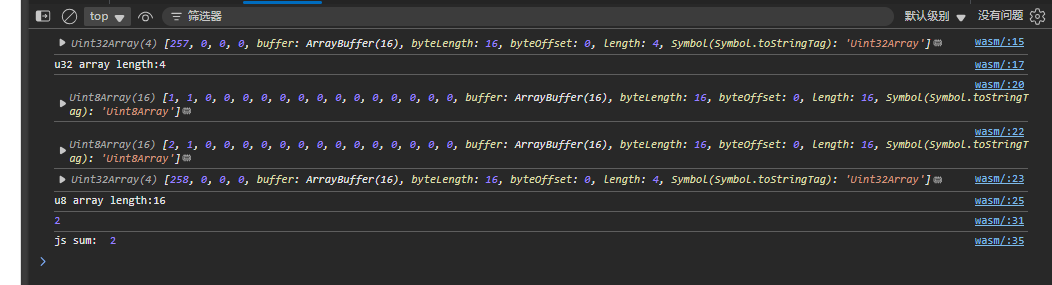 top 筛选器 默认级别 没有问题
Uint32Array(4) [257, 0, 0, 0, buffer: ArrayBuffer(16), byteLength: 16, byteOffset: 0, length: 4, Symbol(Symbol.toStringTag): 'Uint32Array'] wasm/:15
u32 array length:4 wasm/:17
wasm/:20
Uint8Array(16) [1, 1, 0, 0, 0, 0, 0, 0, 0, 0, 0, 0, 0, 0, 0, 0, buffer: ArrayBuffer(16), byteLength: 16, byteOffset: 0, length: 16, Symbol(Symbol.toStringT
ag): 'Uint8Array']
wasm/:22
Uint8Array(16) [2, 1, 0, 0, 0, 0, 0, 0, 0, 0, 0, 0, 0, 0, 0, 0, buffer: ArrayBuffer(16), byteLength: 16, byteOffset: 0, length: 16, Symbol(Symbol.toStringT
ag): 'Uint8Array']
Uint32Array(4) [258, 0, 0, 0, buffer: ArrayBuffer(16), byteLength: 16, byteOffset: 0, length: 4, Symbol(Symbol.toStringTag): 'Uint32Array'] wasm/:23
u8 array length:16 wasm/:25
2 wasm/:31
js sum: 2 wasm/:35